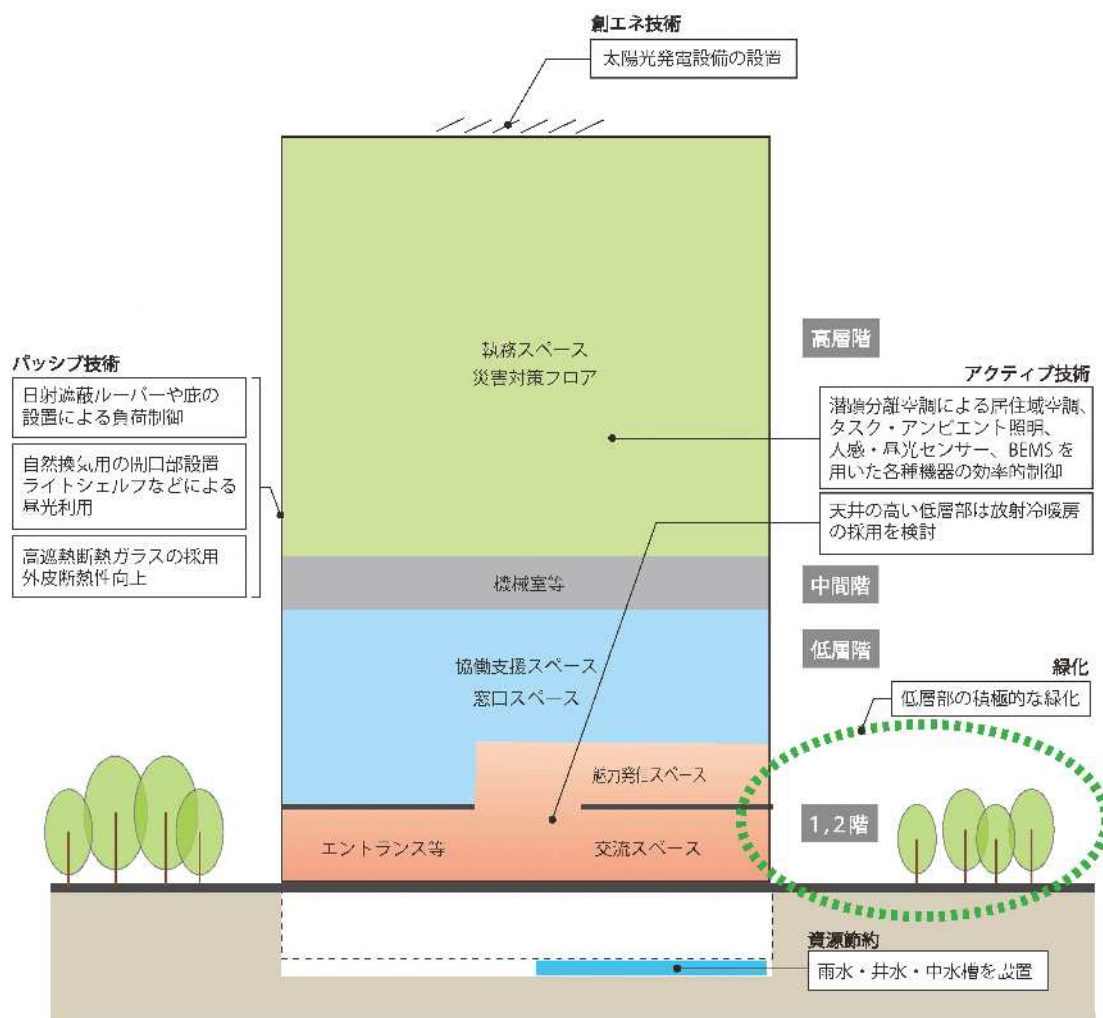 創エネ技術
太陽光発電設備の設置
執務スペース
災害対策フロア
高層階
パッシブ技術
日射遮蔽ルーバーや庇の
設置による負荷制御
自然換気用の開口部設置
ライトシェルフなどによる
昼光利用
高遮熱断熱ガラスの採用
外皮断熱性向上
アクティブ技術
潜顕分離空調による居住域空調、
タスク・アンビエント照明、
人感・昼光センサー、BEMSを
用いた各種機器の効率的制御
天井の高い低層部は放射冷暖房
の採用を検討
機械室等
中間階
低層階
協働支援スペース
窓口スペース
緑化
低層部の積極的な緑化
魅力発信スペース
1,2階
エントランス等
交流スペース
資源節約
雨水・井水・中水槽を設置